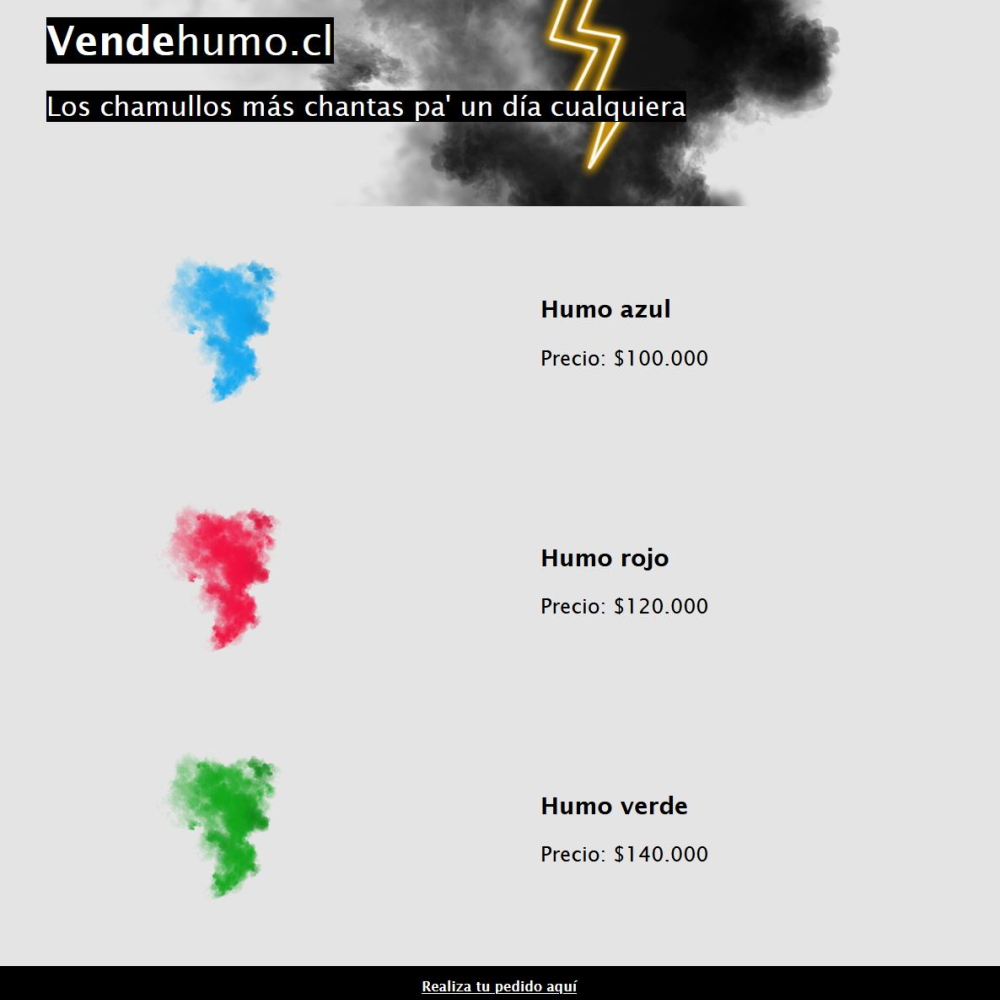 Vendehumo.cl
Los chamullos más chantas pa' un día cualquiera
Humo azul
Precio: $100.000
Humo rojo
Precio: $120.000
Humo verde
Precio: $140.000
Realiza tu pedido aquí